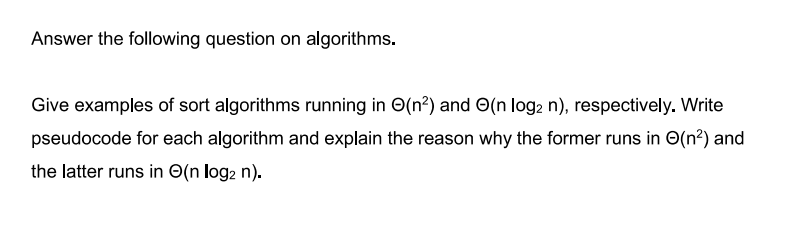 Answer the following question on algorithms.
Give examples of sort algorithms running in Θ(n²) and Θ(n log₂ n), respectively. Write
pseudocode for each algorithm and explain the reason why the former runs in Θ(n²) and
the latter runs in Θ(n log₂ n).